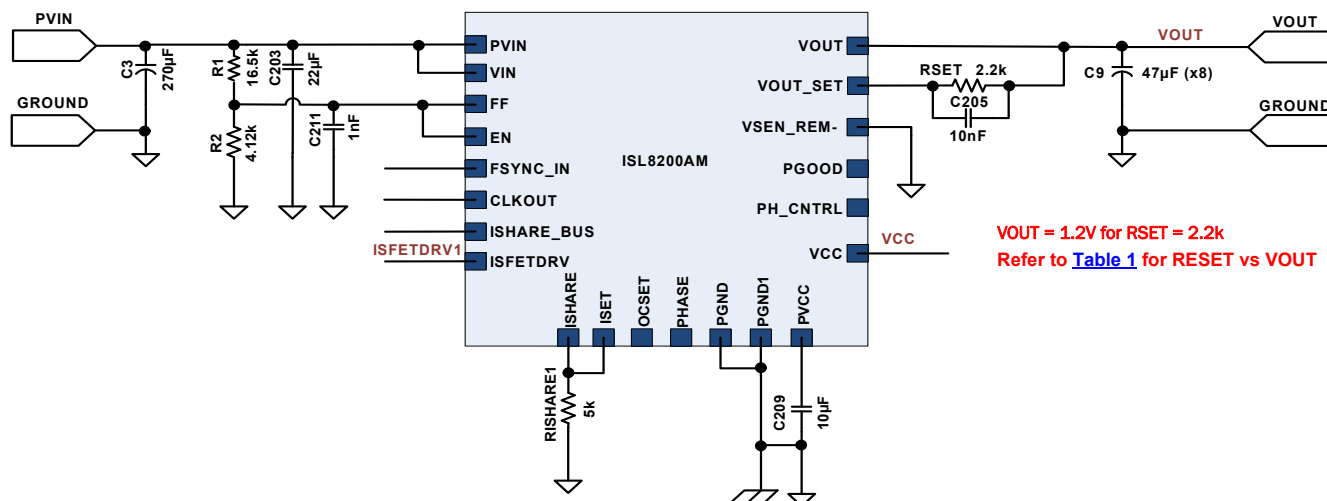 PVIN
GROUND
C3
270µF
R1
16.5k
C203
22µF
R2
4.12k
C211
1nF
PVIN
VIN
FF
EN
FSYNC_IN
CLKOUT
ISHARE_BUS
ISFETDRV1
ISFETDRV
ISL8200AM
VOUT
VOUT_SET
VSEN_REM-
PGOOD
PH_CNTRL
VCC
VCC
ISHARE
ISET
OCSET
PHASE
PGND
PGND1
PVCC
RISHARE1
5k
C209
10µF
RSET 2.2k
C205
10nF
VOUT
VOUT
C9
47µF (x8)
GROUND
VOUT = 1.2V for RSET = 2.2k
Refer to Table 1 for RESET vs VOUT